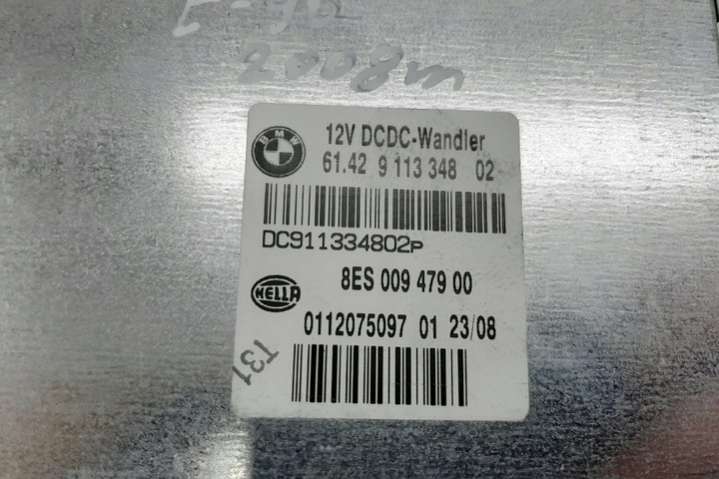 2008m
BMW
12V DCDC-Wandler
61.42 9 113 348 02
DC911334802P
8ES 009 479 00
HELLA
0112075097 01 23/08
T31